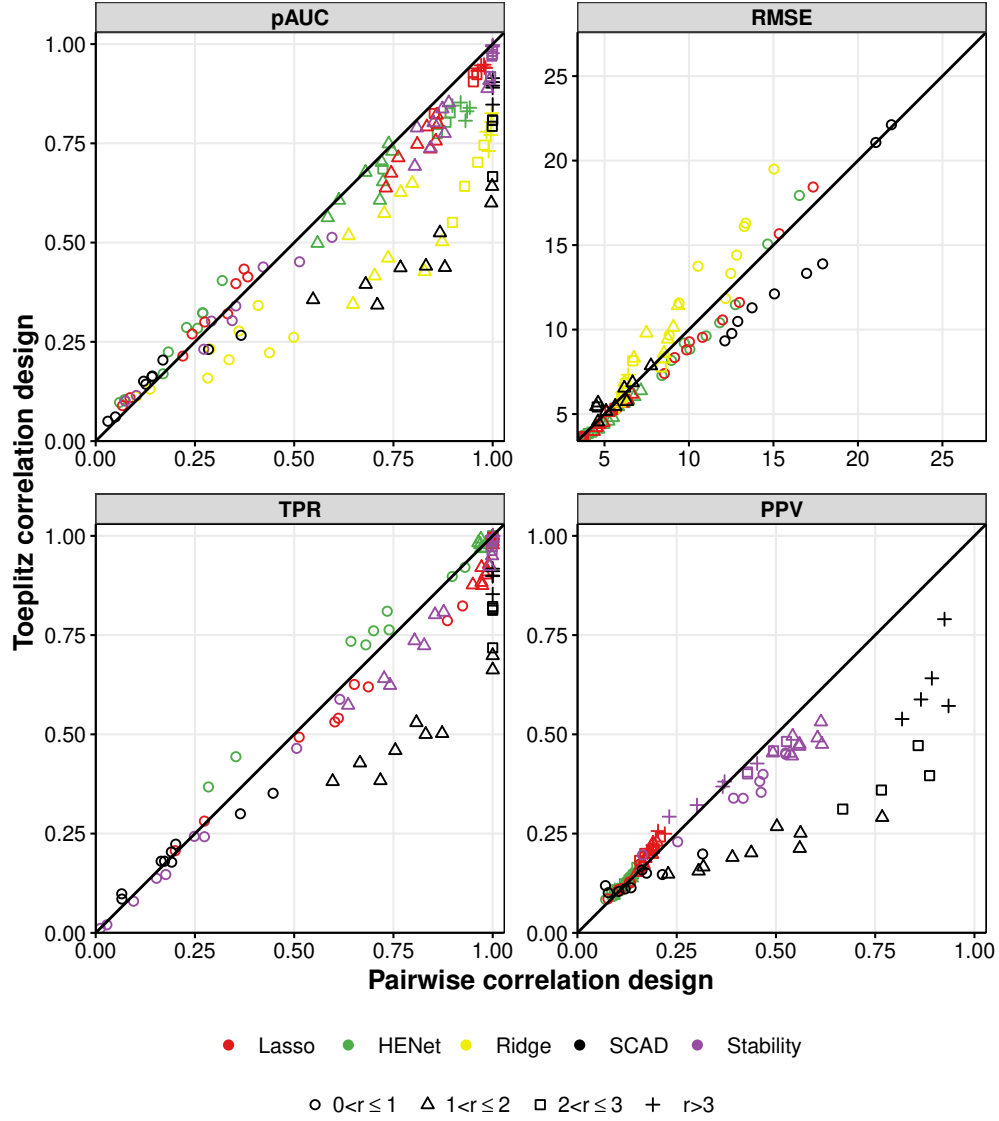 pAUC RMSE
1.00
0.75
0.50
0.25
0.00
0.00 0.25 0.50 0.75 1.00
25
20
15
10
5
5 10 15 20 25
TPR PPV
1.00
0.75
0.50
0.25
0.00
0.00 0.25 0.50 0.75 1.00
1.00
0.75
0.50
0.25
0.00
0.00 0.25 0.50 0.75 1.00
Toeplitz correlation design
Pairwise correlation design
Lasso HENet Ridge SCAD Stability
0<r ≤ 1 1<r ≤ 2 2<r ≤ 3 r>3